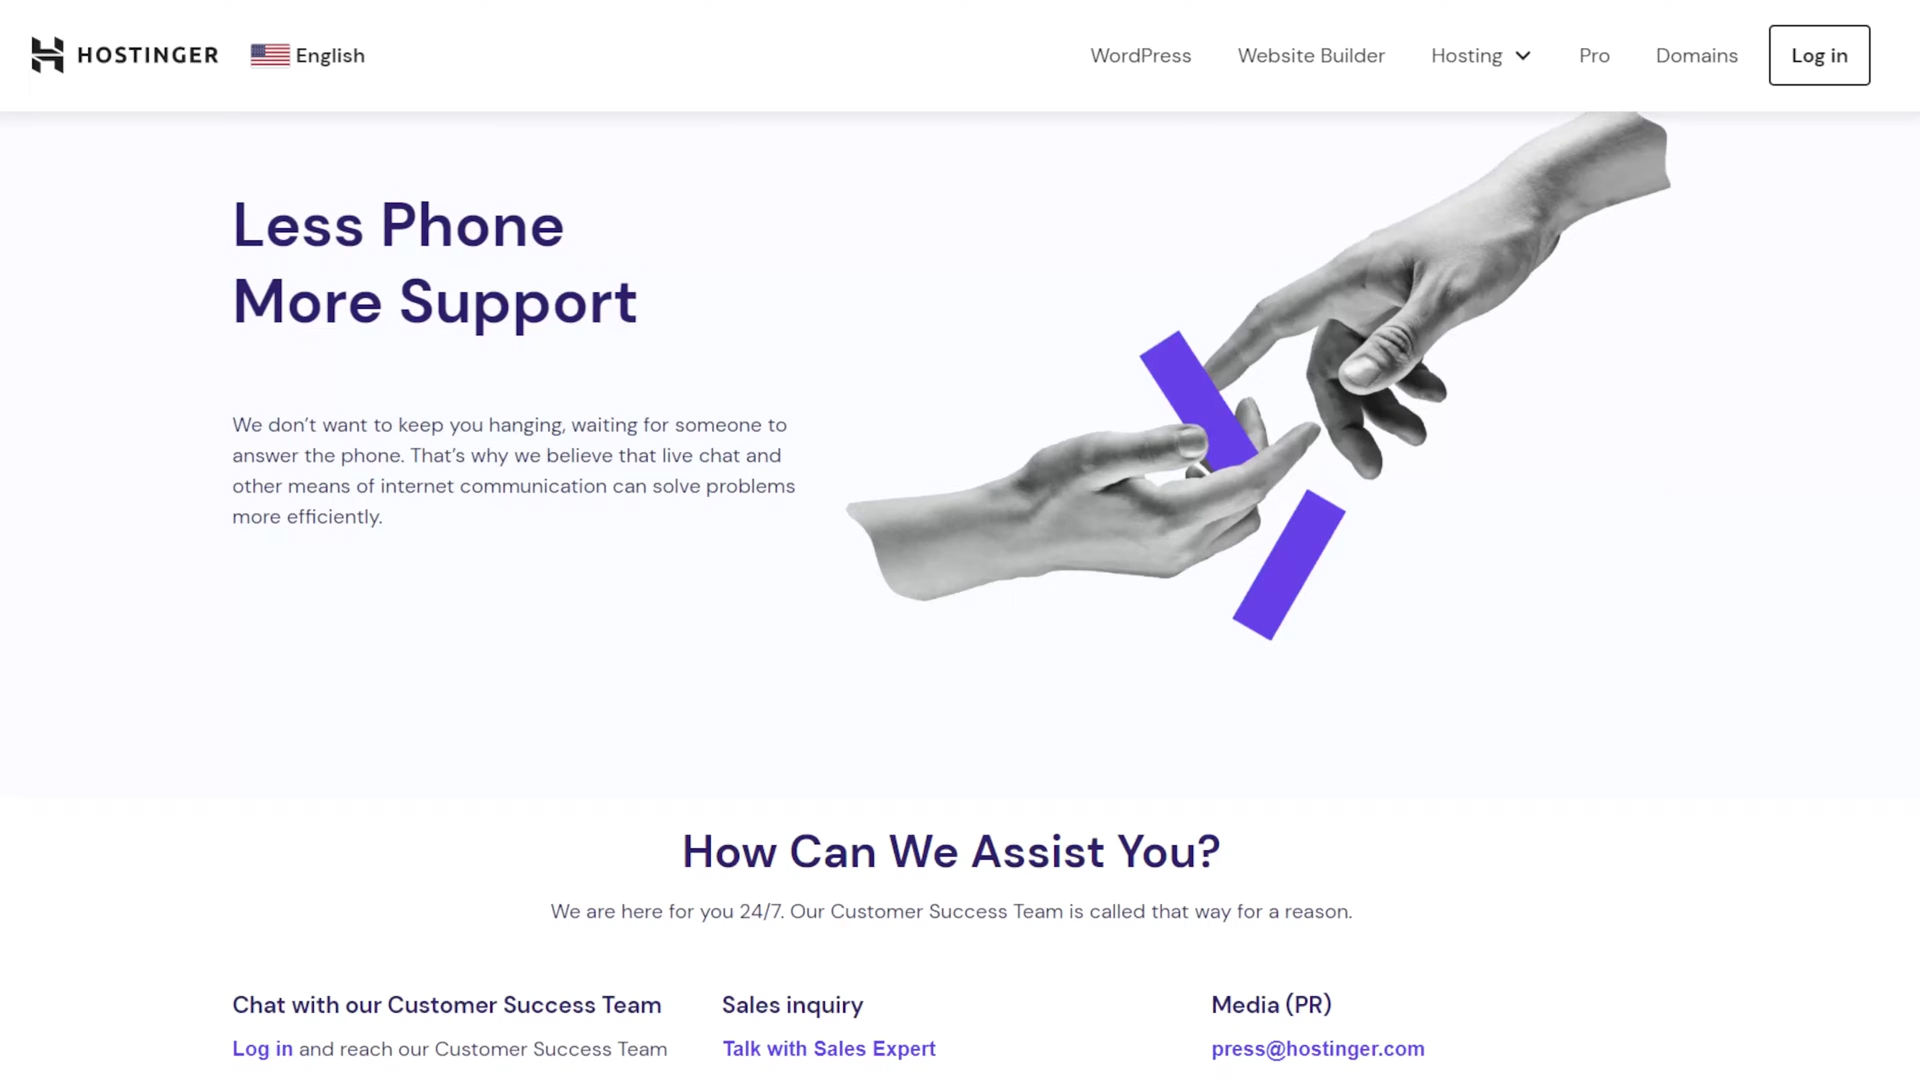 HOSTINGER
English
WordPress
Website Builder
Hosting
Pro
Domains
Log in
Less Phone
More Support
We don’t want to keep you hanging, waiting for someone to
answer the phone. That’s why we believe that live chat and
other means of internet communication can solve problems
more efficiently.
How Can We Assist You?
We are here for you 24/7. Our Customer Success Team is called that way for a reason.
Chat with our Customer Success Team
Log in and reach our Customer Success Team
Sales inquiry
Talk with Sales Expert
Media (PR)
press@hostinger.com